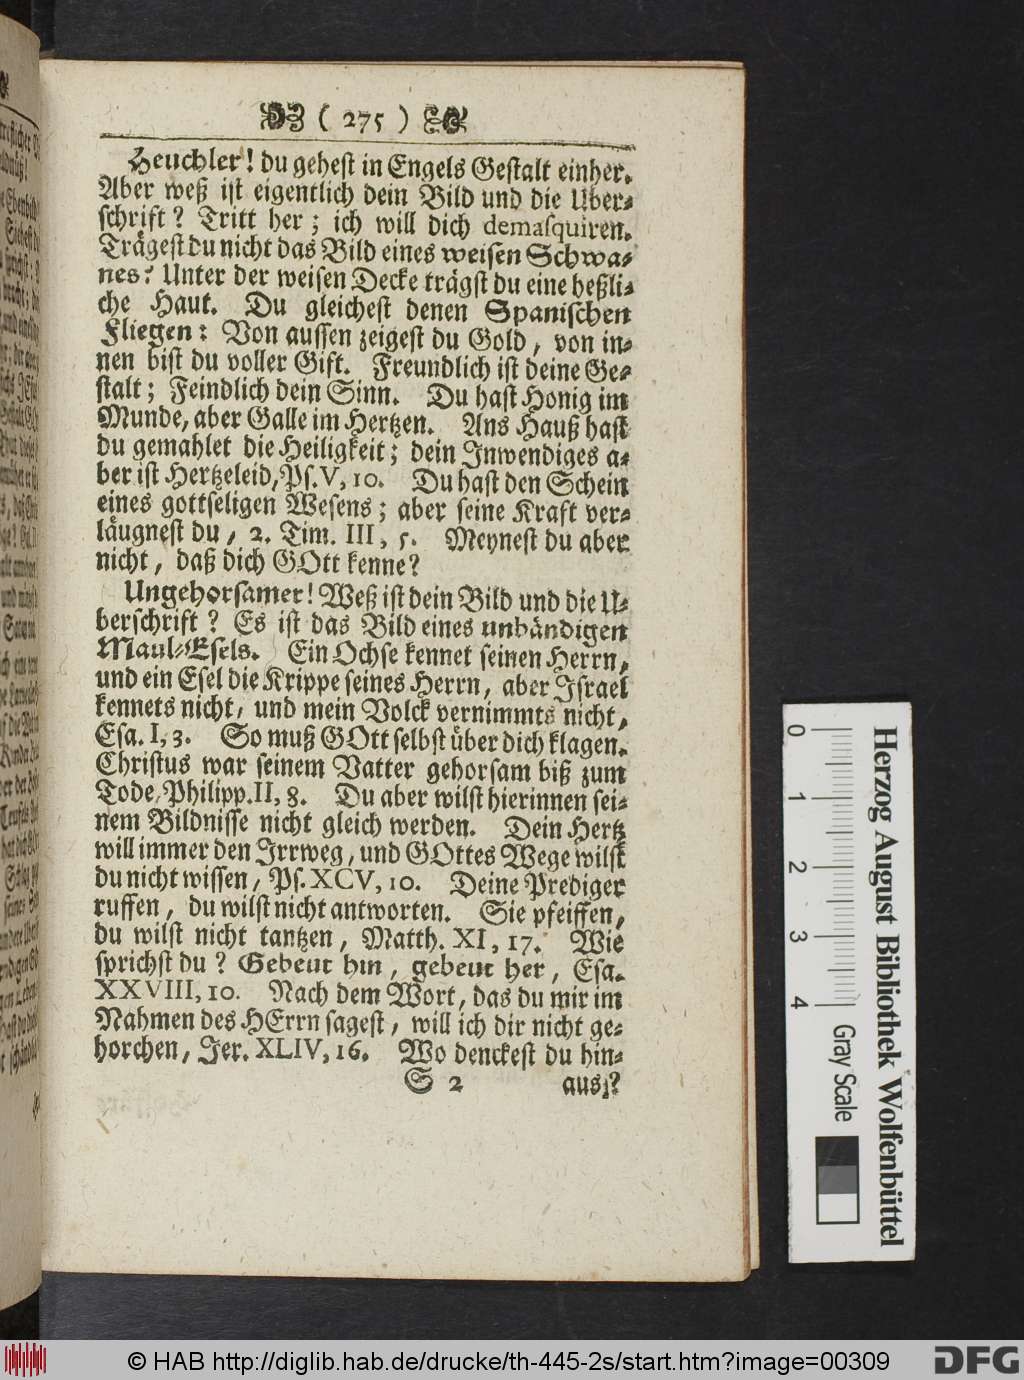 ( 275 )
Heuchler! du gehest in Engels Gestalt einher.
Aber weß ist eigentlich dein Bild und die Uber-
schrift? Tritt her; ich will dich demasquiren.
Trägest du nicht das Bild eines weisen Schwa-
nes? Unter der weisen Decke trägst du eine heßli-
che Haut. Du gleichest denen Spanischen
Fliegen: Von aussen zeigest du Gold, von in-
nen bist du voller Gift. Freundlich ist deine Ge-
stalt; Feindlich dein Sinn. Du hast Honig im
Munde, aber Galle im Hertzen. Ans Hauß hast
du gemahlet die Heiligkeit; dein Inwendiges a-
ber ist Hertzeleid, Ps. V, 10. Du hast den Schein
eines gottseligen Wesens; aber seine Kraft ver-
läugnest du, 2. Tim. III, 5. Meynest du aber
nicht, daß dich GOtt kenne?
Ungehorsamer! Weß ist dein Bild und die U-
berschrift? Es ist das Bild eines unbändigen
Maul-Esels. Ein Ochse kennet seinen Herrn,
und ein Esel die Krippe seines Herrn, aber Israel
kennets nicht, und mein Volck vernimmts nicht,
Esa. I, 3. So muß GOtt selbst über dich klagen.
Christus war seinem Vatter gehorsam biß zum
Tode, Philipp. II, 8. Du aber wilst hierinnen sei-
nem Bildnisse nicht gleich werden. Dein Hertz
will immer den Irrweg, und GOttes Wege wilst
du nicht wissen, Ps. XCV, 10. Deine Prediger
ruffen, du wilst nicht antworten. Sie pfeiffen,
du wilst nicht tantzen, Matth. XI, 17. Wie
sprichst du? Gebeut hin, gebeut her, Esa.
XXVIII, 10. Nach dem Wort, das du mir im
Nahmen des HErrn sagest, will ich dir nicht ge-
horchen, Jer. XLIV, 16. Wo denckest du hin-
S 2 aus?
Herzog August Bibliothek Wolfenbüttel
0 1 2 3 4 Gray Scale
© HAB http://diglib.hab.de/drucke/th-445-2s/start.htm?image=00309
DFG